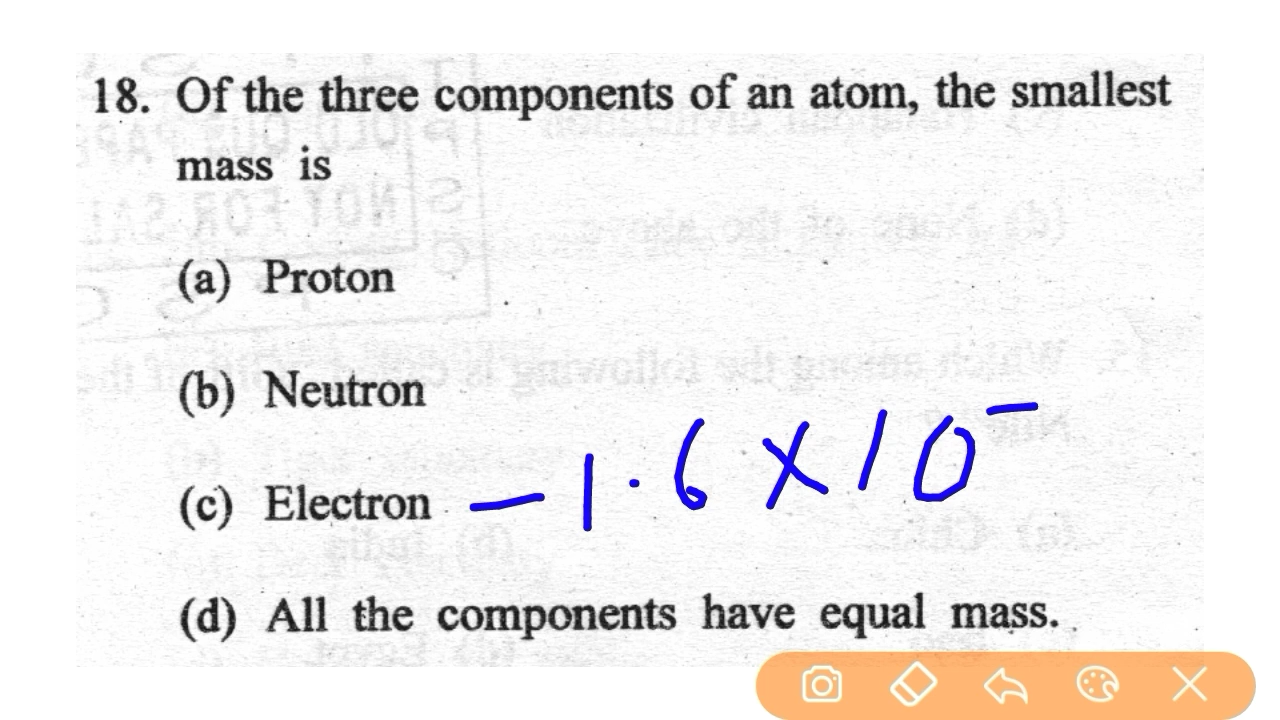 18. Of the three components of an atom, the smallest
mass is
(a) Proton
(b) Neutron
(c) Electron - 1.6 × 10⁻
(d) All the components have equal mass.